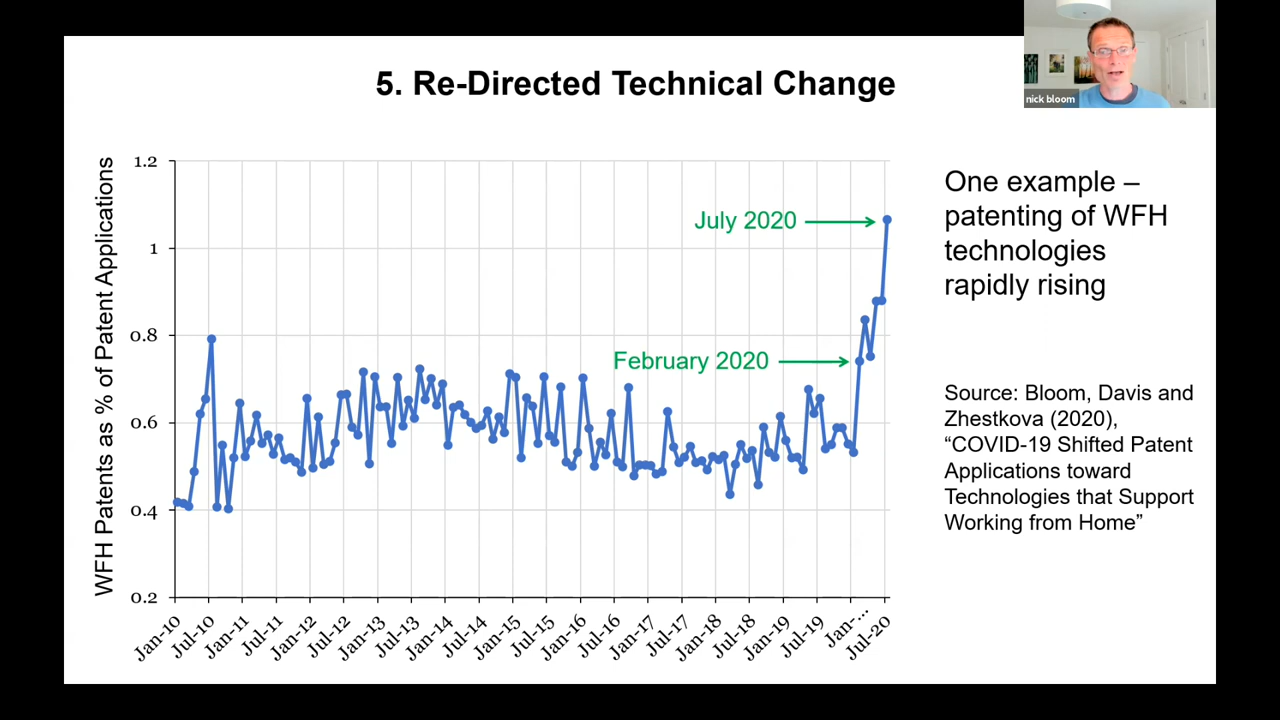 nick bloom
5. Re-Directed Technical Change
WFH Patents as % of Patent Applications
1.2
1
0.8
0.6
0.4
0.2
July 2020
February 2020
Jan-10
Jul-10
Jan-11
Jul-11
Jan-12
Jul-12
Jan-13
Jul-13
Jan-14
Jul-14
Jan-15
Jul-15
Jan-16
Jul-16
Jan-17
Jul-17
Jan-18
Jul-18
Jan-19
Jul-19
Jan-...
Jul-20
One example –
patenting of WFH
technologies
rapidly rising
Source: Bloom, Davis and
Zhestkova (2020),
“COVID-19 Shifted Patent
Applications toward
Technologies that Support
Working from Home”